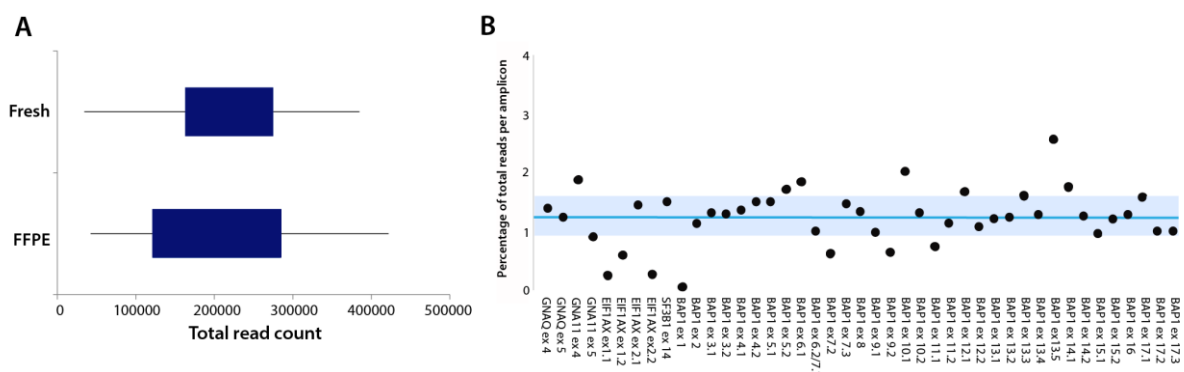 A
Fresh
FFPE
0
100000
200000
300000
400000
500000
Total read count
B
Percentage of total reads per amplicon
4
3
2
1
0
GNAQ ex 4
GNAQ ex 5
GNA11 ex 4
GNA11 ex 5
EIF1AX ex1.1
EIF1AX ex 1.2
EIF1AX ex 2.1
EIF1AX ex2.2
SF3B1 ex 14
BAP1 ex 1
BAP1 ex 2
BAP1 ex 3.1
BAP1 ex 3.2
BAP1 ex 4.1
BAP1 ex 4.2
BAP1 ex 5.1
BAP1 ex 5.2
BAP1 ex 6.1
BAP1 ex 6.2/7.
BAP1 ex7.2
BAP1 ex 7.3
BAP1 ex 8
BAP1 ex 9.1
BAP1 ex 9.2
BAP1 ex 10.1
BAP1 ex 10.2
BAP1 ex 11.1
BAP1 ex 11.2
BAP1 ex 12.1
BAP1 ex 12.2
BAP1 ex 13.1
BAP1 ex 13.2
BAP1 ex 13.3
BAP1 ex 13.4
BAP1 ex13.5
BAP1 ex 14.1
BAP1 ex 14.2
BAP1 ex 15.1
BAP1 ex 15.2
BAP1 ex 16
BAP1 ex 17.1
BAP1 ex 17.2
BAP1 ex 17.3